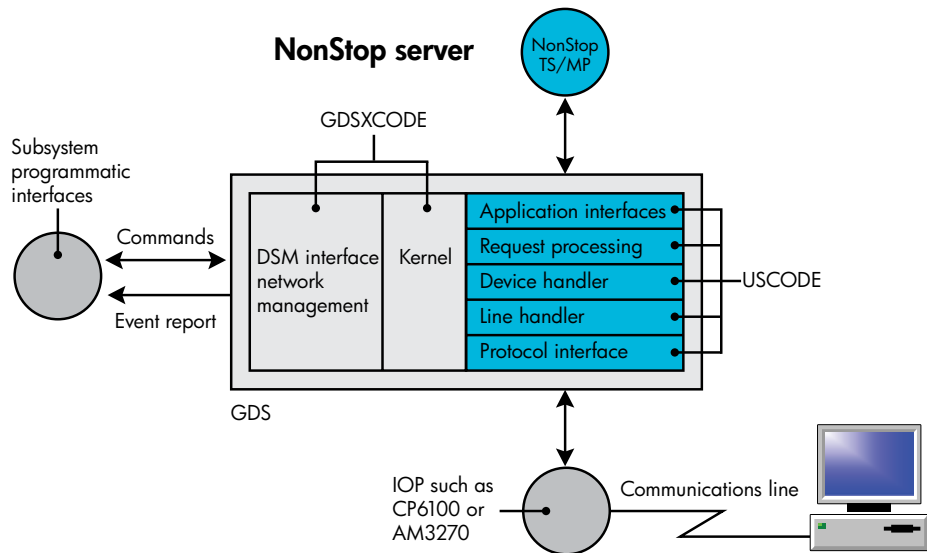 NonStop server
NonStop
TS/MP
GDSXCODE
Subsystem
programmatic
interfaces
Commands
Event report
DSM interface
network
management
Kernel
Application interfaces
Request processing
Device handler
Line handler
Protocol interface
USCODE
GDS
IOP such as
CP6100 or
AM3270
Communications line